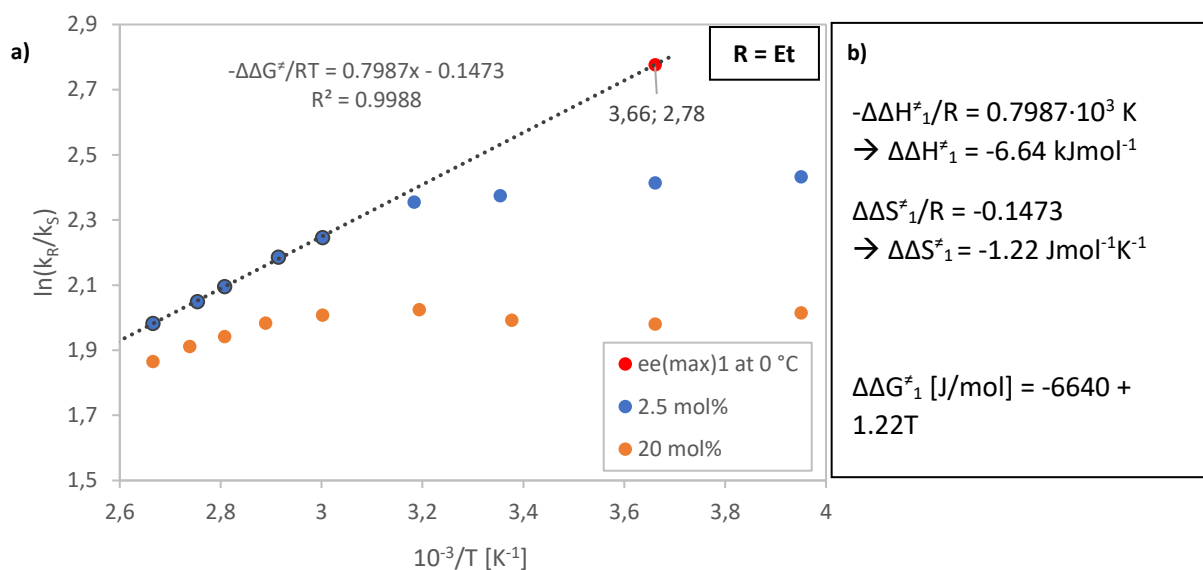 a)
2,9
2,7
2,5
2,3
2,1
1,9
1,7
1,5
ln(k_R/k_S)
-ΔΔG≠/RT = 0.7987x - 0.1473
R² = 0.9988
R = Et
3,66; 2,78
ee(max)1 at 0 °C
2.5 mol%
20 mol%
2,6 2,8 3 3,2 3,4 3,6 3,8 4
10⁻³/T [K⁻¹]
b)
-ΔΔH≠₁/R = 0.7987·10³ K
→ ΔΔH≠₁ = -6.64 kJmol⁻¹
ΔΔS≠₁/R = -0.1473
→ ΔΔS≠₁ = -1.22 Jmol⁻¹K⁻¹
ΔΔG≠₁ [J/mol] = -6640 +
1.22T